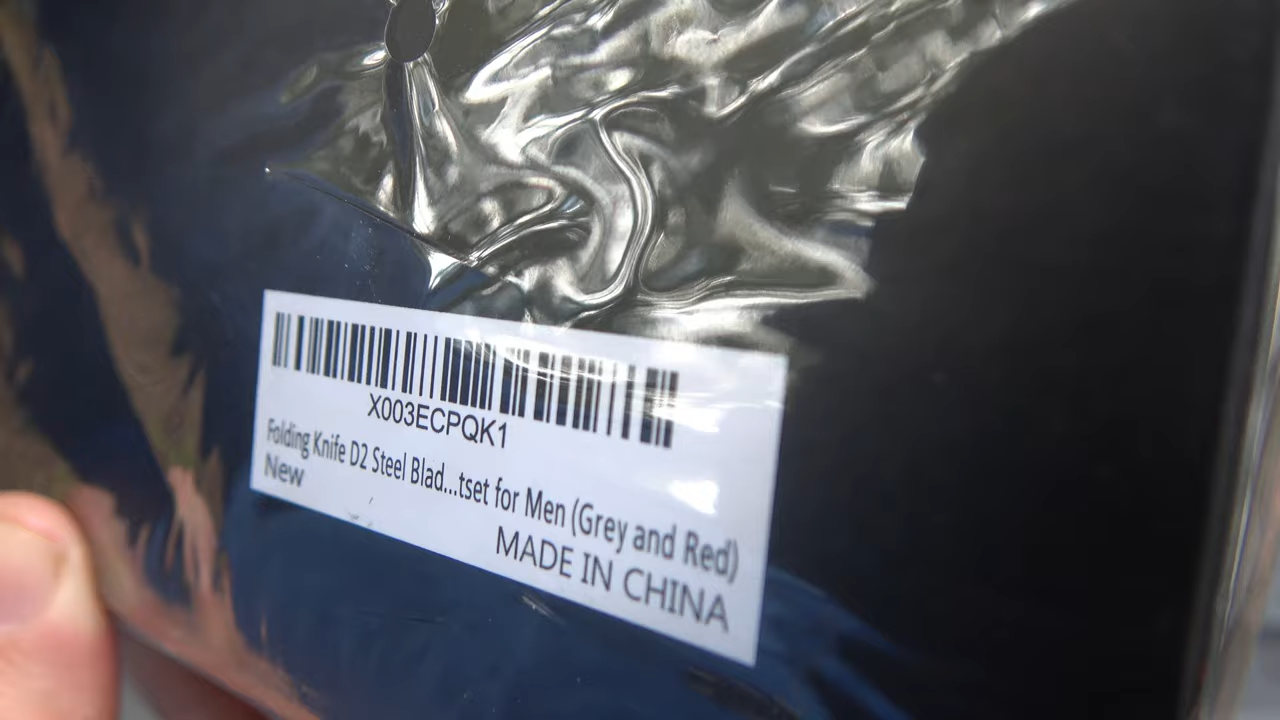 X003ECPQK1
Folding Knife D2 Steel Blad...tset for Men (Grey and Red)
New
MADE IN CHINA